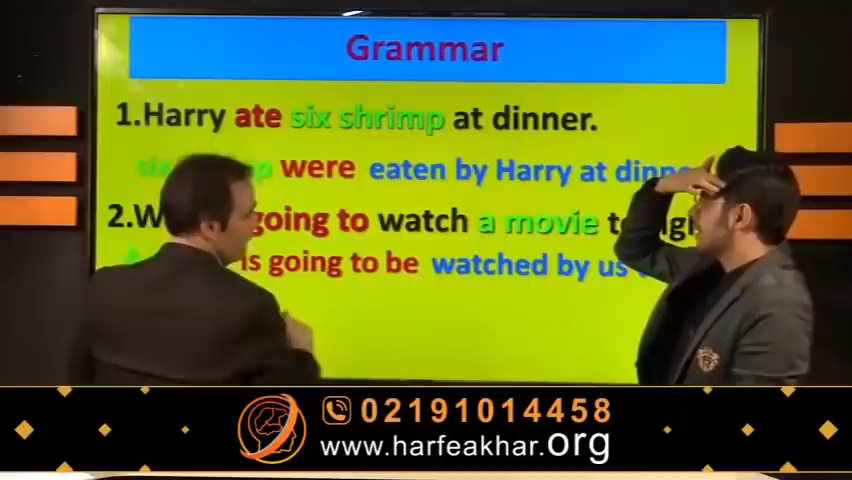 Grammar
1.Harry ate six shrimp at dinner.
were eaten by Harry at
2. going to watch a movie
is going to be watched by us
02191014458
www.harfeakhar.org